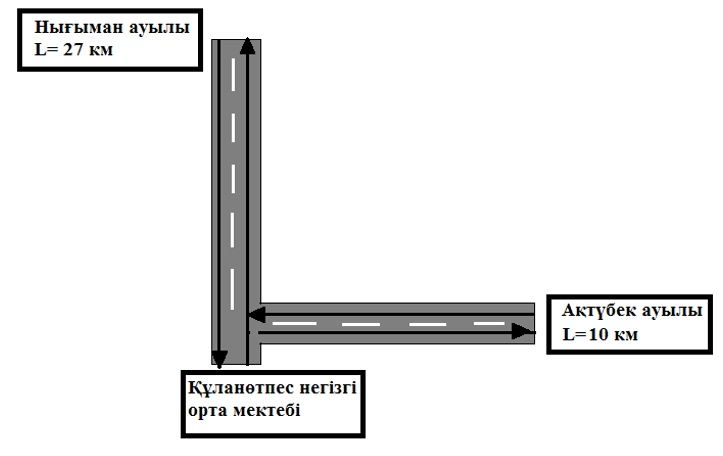 Нығыман ауылы
L= 27 км
Ақтүбек ауылы
L=10 км
Құланөтпес негізгі
орта мектебі